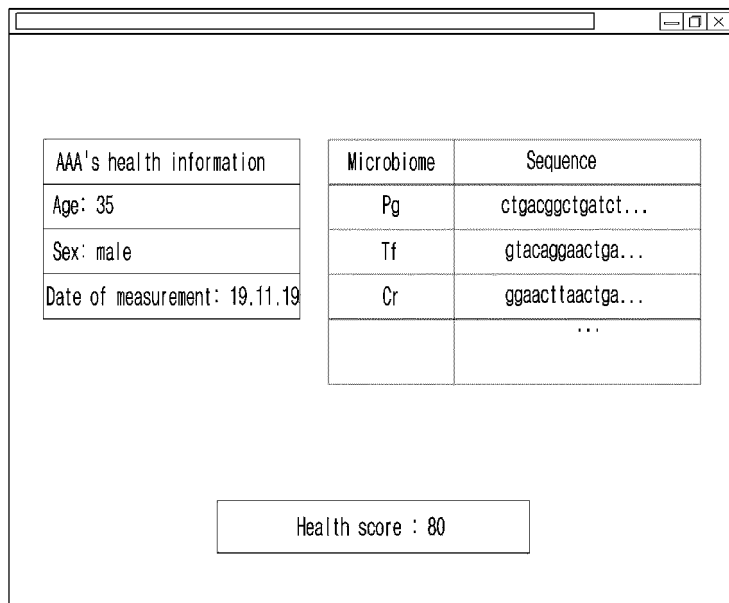 AAA's health information
Age: 35
Sex: male
Date of measurement: 19.11.19
Microbiome Sequence
Pg ctgacggctgatct...
Tf gtacaggaactga...
Cr ggaacttaactga...
...
Health score : 80